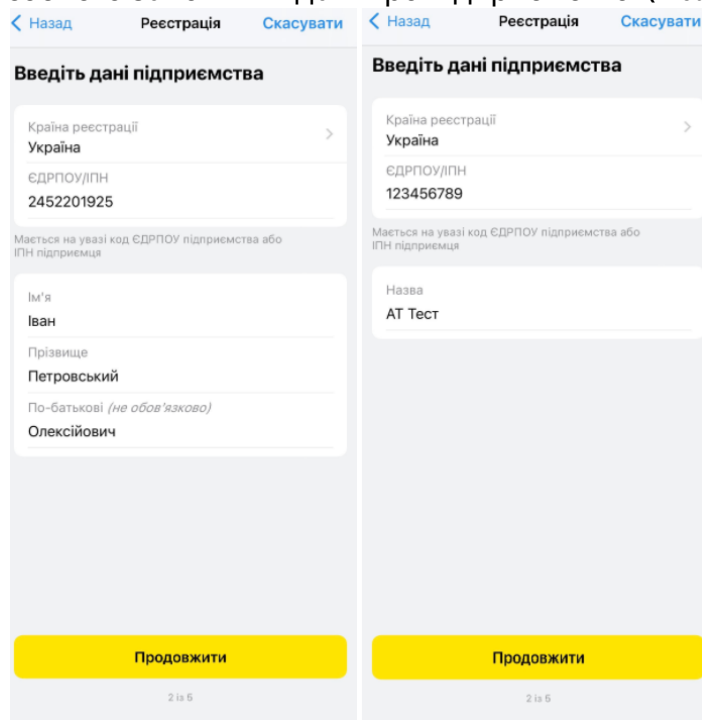 Назад
Реєстрація
Скасувати
Введіть дані підприємства
Країна реєстрації
Україна
ЄДРПОУ/ІПН
2452201925
Мається на увазі код ЄДРПОУ підприємства або
ІПН підприємця
Ім'я
Іван
Прізвище
Петровський
По-батькові (не обов'язково)
Олексійович
Продовжити
2 із 5
Назад
Реєстрація
Скасувати
Введіть дані підприємства
Країна реєстрації
Україна
ЄДРПОУ/ІПН
123456789
Мається на увазі код ЄДРПОУ підприємства або
ІПН підприємця
Назва
АТ Тест
Продовжити
2 із 5